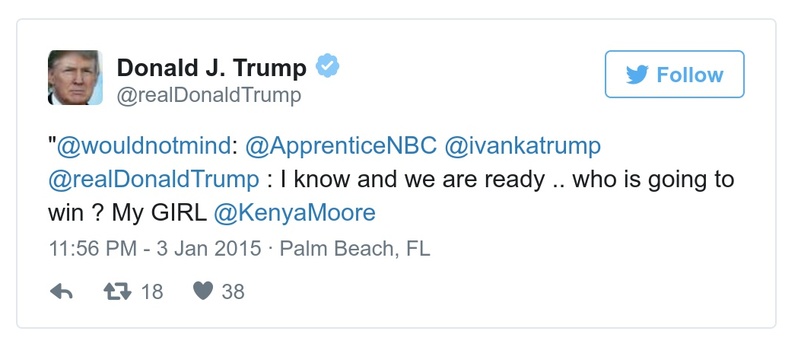 Donald J. Trump
@realDonaldTrump
Follow
"@wouldnotmind: @ApprenticeNBC @ivankatrump
@realDonaldTrump : I know and we are ready .. who is going to
win ? My GIRL @KenyaMoore
11:56 PM - 3 Jan 2015 · Palm Beach, FL
18 38